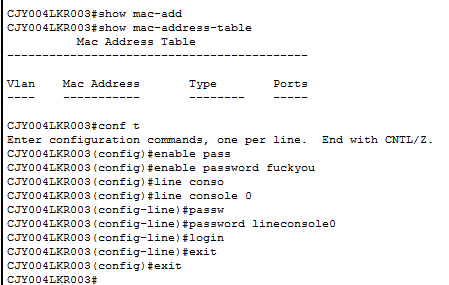 CJY004LKR003#show mac-add
CJY004LKR003#show mac-address-table
Mac Address Table
-------------------------------------------
Vlan Mac Address Type Ports
---- ----------- -------- -----
CJY004LKR003#conf t
Enter configuration commands, one per line. End with CNTL/Z.
CJY004LKR003(config)#enable pass
CJY004LKR003(config)#enable password fuckyou
CJY004LKR003(config)#line conso
CJY004LKR003(config)#line console 0
CJY004LKR003(config-line)#passw
CJY004LKR003(config-line)#password lineconsole0
CJY004LKR003(config-line)#login
CJY004LKR003(config-line)#exit
CJY004LKR003(config)#exit
CJY004LKR003#